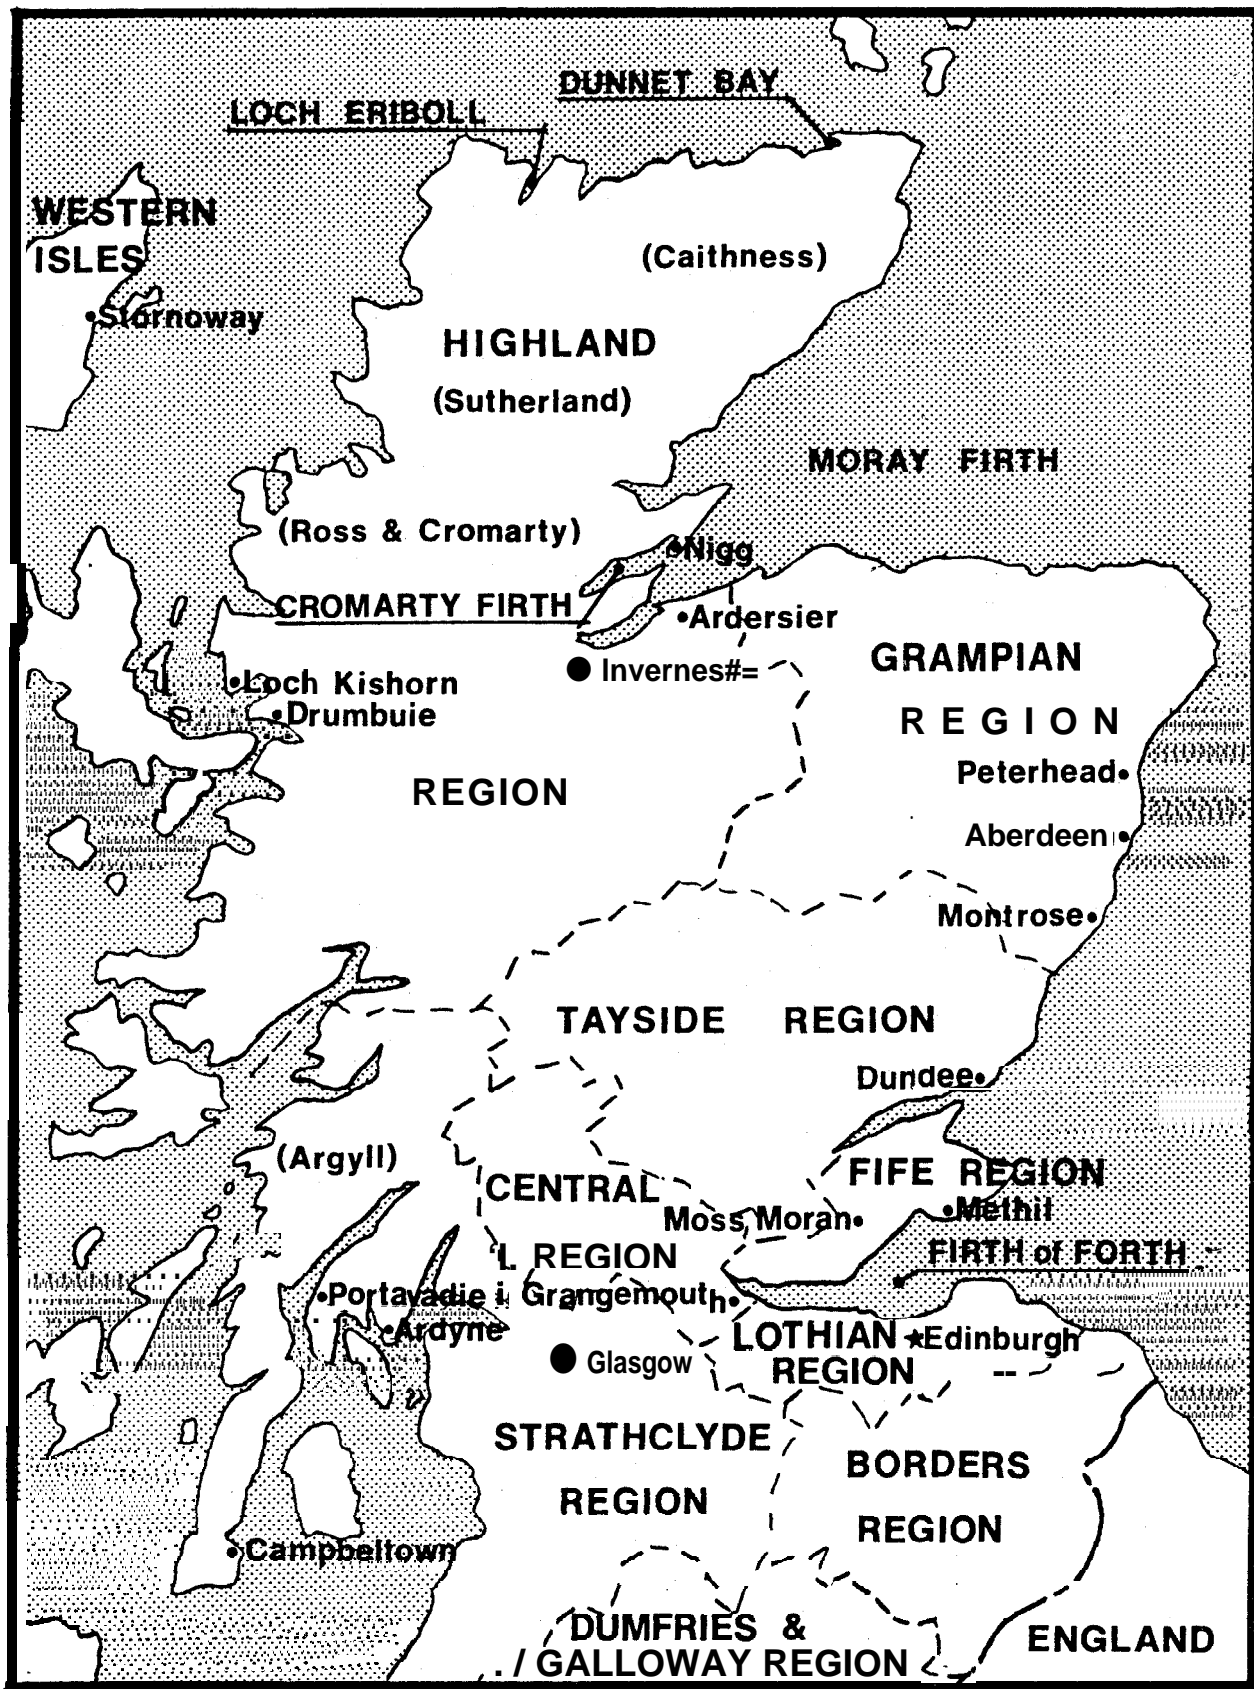 DUNNET BAY
LOCH ERIBOLL
WESTERN
ISLES
(Caithness)
Stornoway
HIGHLAND
(Sutherland)
MORAY FIRTH
(Ross & Cromarty)
Nigg
CROMARTY FIRTH
Ardersier
GRAMPIAN
Invernes#=
Loch Kishorn
Drumbuie
REGION
Peterhead
REGION
Aberdeen
Montrose
TAYSIDE REGION
Dundee
(Argyll)
FIFE REGION
CENTRAL
Methil
Moss Moran
L. REGION
FIRTH of FORTH
Portavadie
Grangemouth
Ardyne
LOTHIAN
Edinburgh
Glasgow
REGION
STRATHCLYDE
BORDERS
REGION
REGION
Campbeltown
DUMFRIES &
. / GALLOWAY REGION
ENGLAND